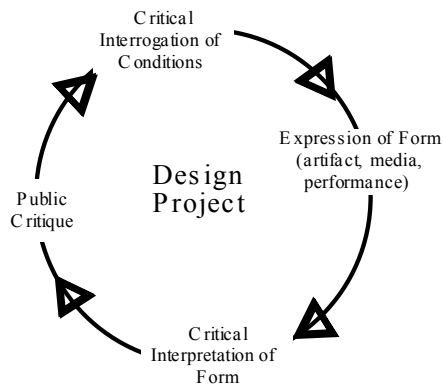 Critical
Interrogation of
Conditions
Expression of Form
(artifact, media,
performance)
Design
Project
Public
Critique
Critical
Interpretation of
Form